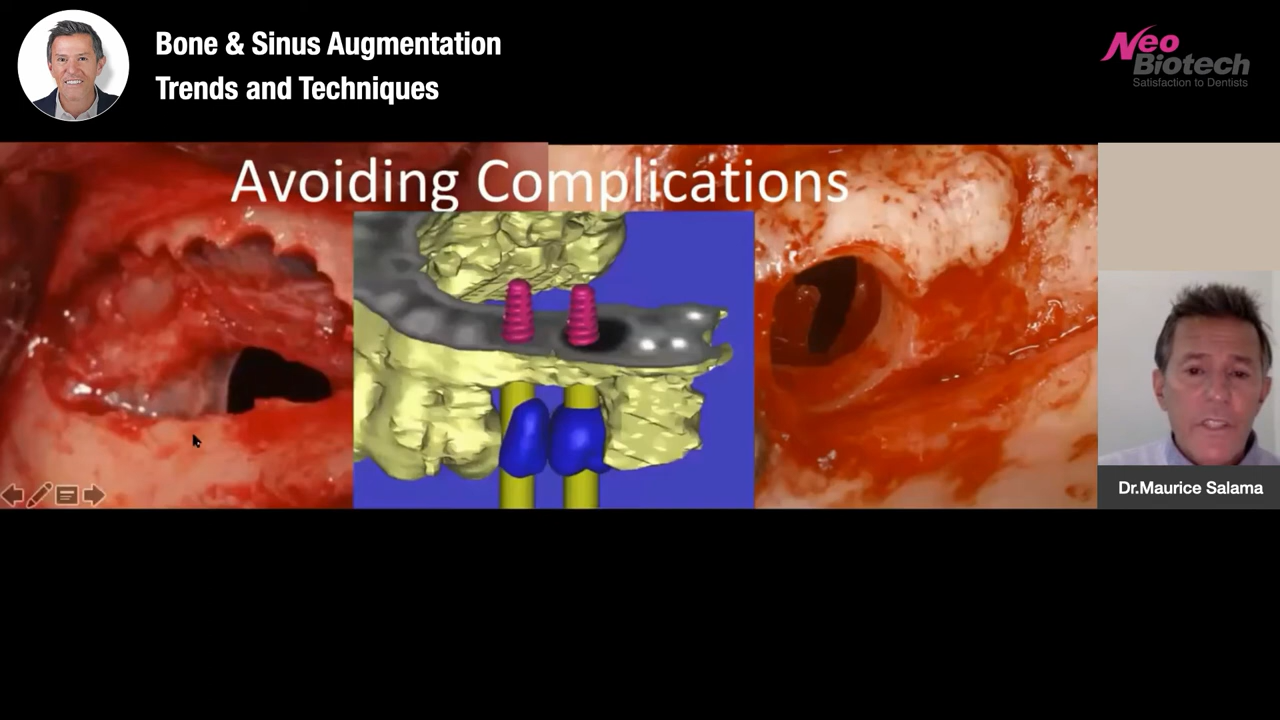 Bone & Sinus Augmentation
Trends and Techniques
Neo
Biotech
Satisfaction to Dentists
Avoiding Complications
Dr.Maurice Salama